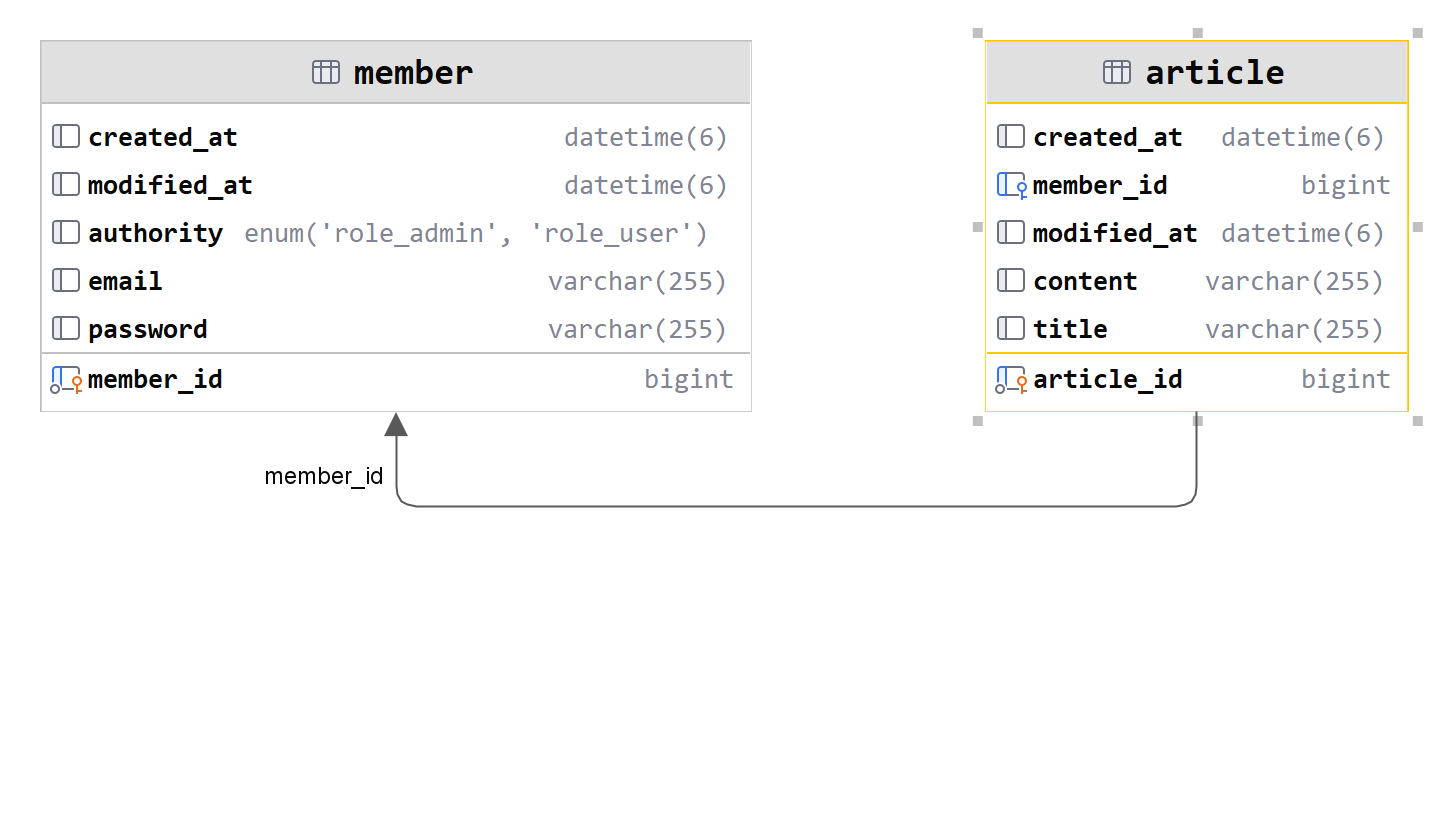 member
created_at datetime(6)
modified_at datetime(6)
authority enum('role_admin', 'role_user')
email varchar(255)
password varchar(255)
member_id bigint
article
created_at datetime(6)
member_id bigint
modified_at datetime(6)
content varchar(255)
title varchar(255)
article_id bigint
member_id